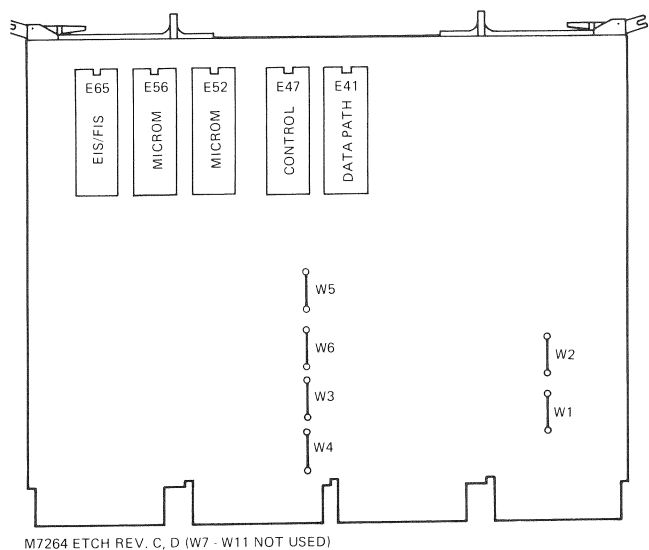 E65 E56 E52 E47 E41
EIS/FIS MICROM MICROM CONTROL DATA PATH
W5
W6
W2
W3
W1
W4
M7264 ETCH REV. C, D (W7 - W11 NOT USED)